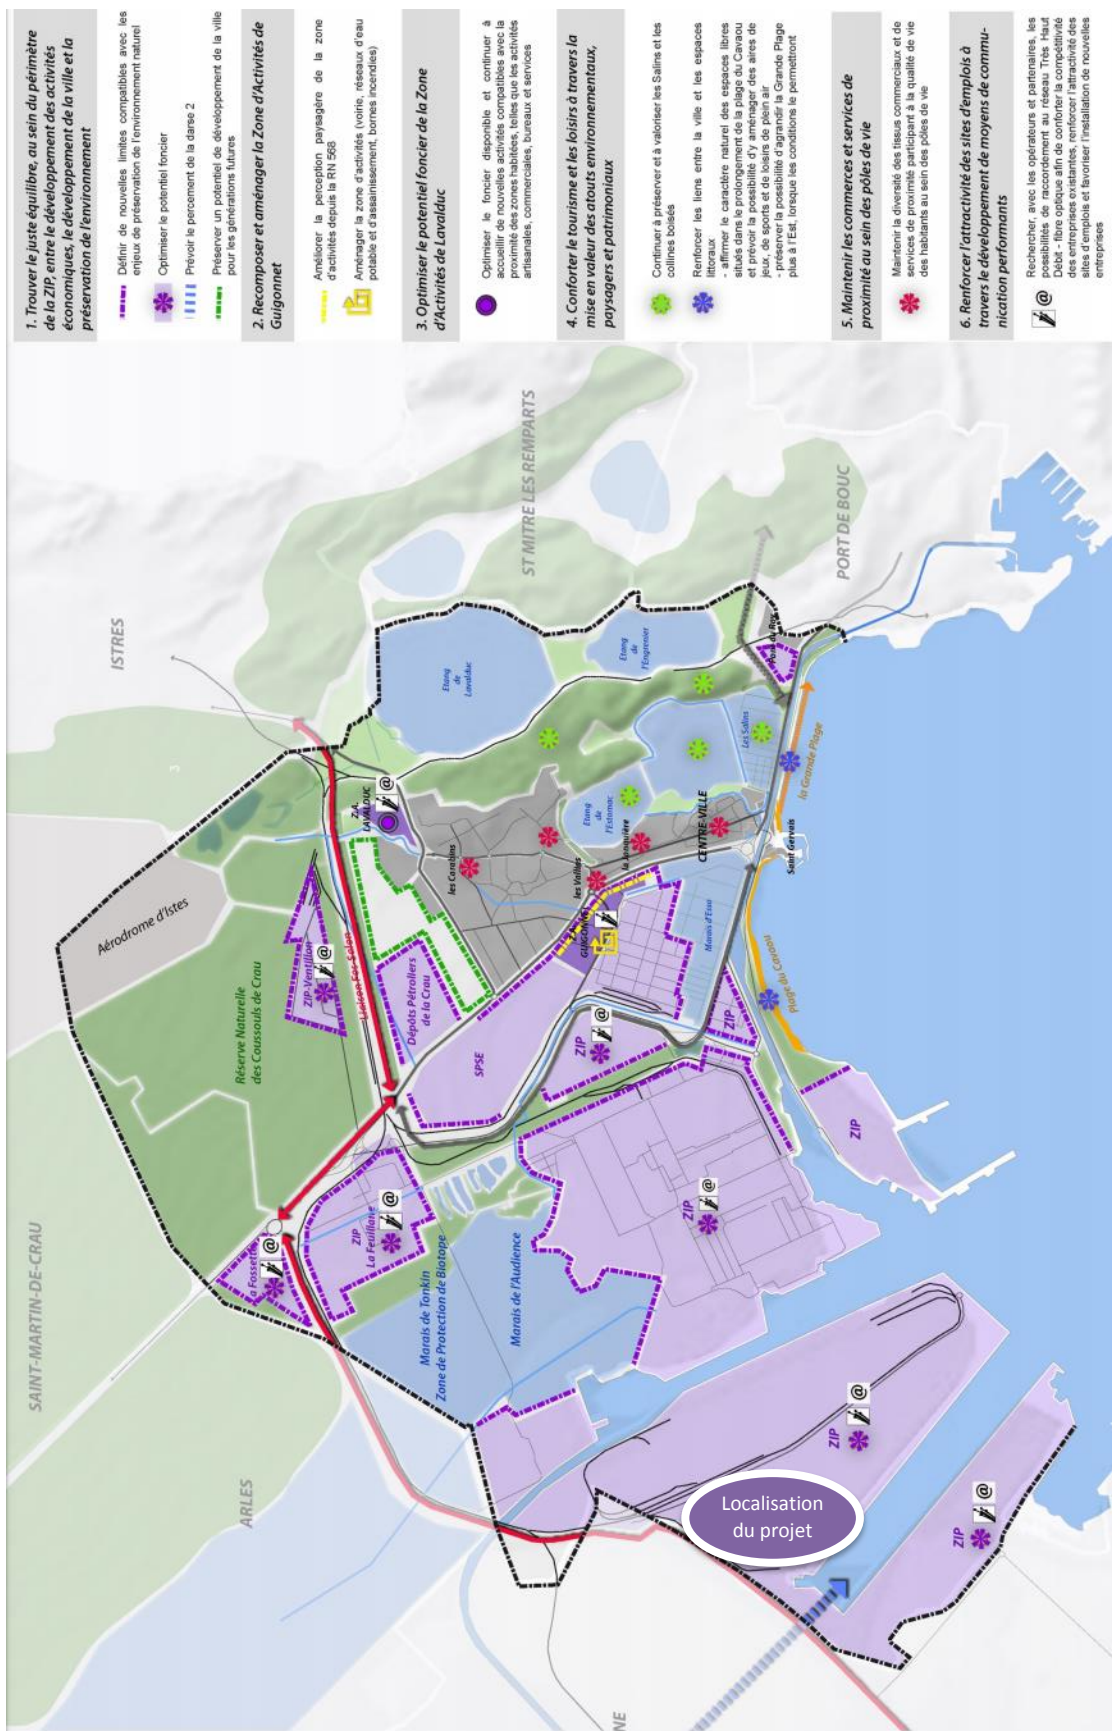 1. Trouver le juste équilibre, au sein du périmètre
de la ZIP, entre le développement des activités
économiques, le développement de la ville et la
préservation de l'environnement
Définir de nouvelles limites compatibles avec les
enjeux de préservation de l'environnement naturel
Optimiser le potentiel foncier
Prévoir le percement de la darse 2
Préserver un potentiel de développement de la ville
pour les générations futures
2. Recomposer et aménager la Zone d'Activités de
Guigonnet
Améliorer la perception paysagère de la zone
d'activités depuis la RN 568
Aménager la zone d'activités (voirie, réseaux d'eau
potable et d'assainissement, bornes incendies)
3. Optimiser le potentiel foncier de la Zone
d'Activités de Lavalduc
Optimiser le foncier disponible et continuer à
accueillir de nouvelles activités compatibles avec la
proximité des zones habitées, telles que les activités
artisanales, commerciales, bureaux et services
4. Conforter le tourisme et les loisirs à travers la
mise en valeur des atouts environnementaux,
paysagers et patrimoniaux
Continuer à préserver et à valoriser les Salins et les
collines boisés
Renforcer les liens entre la ville et les espaces
littoraux
- affirmer le caractère naturel des espaces libres
situés dans le prolongement de la plage du Cavaou
et prévoir la possibilité d'y aménager des aires de
jeux, de sports et de loisirs de plein air
- préserver la possibilité d'agrandir la Grande Plage
plus à l'Est, lorsque les conditions le permettront
5. Maintenir les commerces et services de
proximité au sein des pôles de vie
Maintenir la diversité des tissus commerciaux et de
services de proximité participant à la qualité de vie
des habitants au sein des pôles de vie
6. Renforcer l'attractivité des sites d'emplois à
travers le développement de moyens de commu-
nication performants
@
Rechercher, avec les opérateurs et partenaires, les
possibilités de raccordement au réseau Très Haut
Débit - fibre optique afin de conforter la compétitivité
des entreprises existantes, renforcer l'attractivité des
sites d'emplois et favoriser l'installation de nouvelles
entreprises
SAINT-MARTIN-DE-CRAU
ISTRES
ST MITRE LES REMPARTS
PORT DE BOUC
ARLES
NE
Aérodrome d'Istes
Réserve Naturelle
des Coussouls de Crau
ZIP-Ventillon
@
Liaison Fos-Salon
Z.A.
LAVALDUC
@
Etang
de
Lavalduc
Etang
de
l'Engrenier
Pont du Roy
Dépôts Pétroliers
de la Crau
les Carabins
Etang
de
l'Estomac
Les Salins
SPSE
les Vallins
la Jonquière
CENTRE-VILLE
Z.A.
GUIGONNET
Marais d'Essa
Saint Gervais
la Grande Plage
Plage du Cavaou
ZIP
@
ZIP
ZIP
a Fossette
@
ZIP
La Feuillane
@
Marais de Tonkin
Zone de Protection de Biotope
Marais de l'Audience
ZIP
@
ZIP
@
ZIP
@
Localisation
du projet